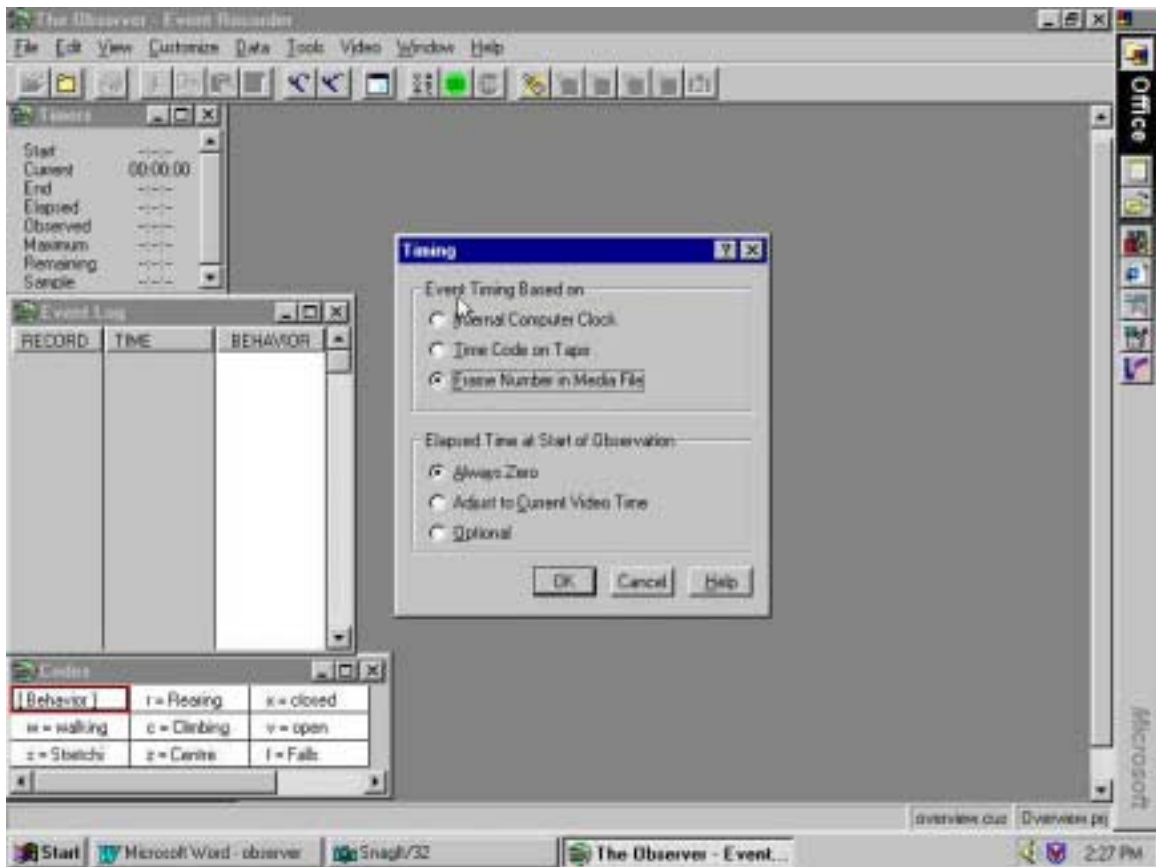 The Observer - Event Recorder
File Edit View Customize Data Tools Video Window Help
Office
Timers
Start --:--:--
Current 00:00:00
End --:--:--
Elapsed --:--:--
Observed --:--:--
Maximum --:--:--
Remaining --:--:--
Sample --:--:--
Timing
Event Timing Based on
Internal Computer Clock
Time Code on Tape
Frame Number in Media File
Elapsed Time at Start of Observation
Always Zero
Adjust to Current Video Time
Optional
OK Cancel Help
Event Log
RECORD TIME BEHAVIOR
Codes
[Behavior] r = Rearing x = closed
w = walking c = Climbing v = open
s = Stretchi z = Centre f = Falls
Microsoft
overview.cus Overview.prj
Start Microsoft Word - observer SnagIt/32 The Observer - Event... 2:27 PM